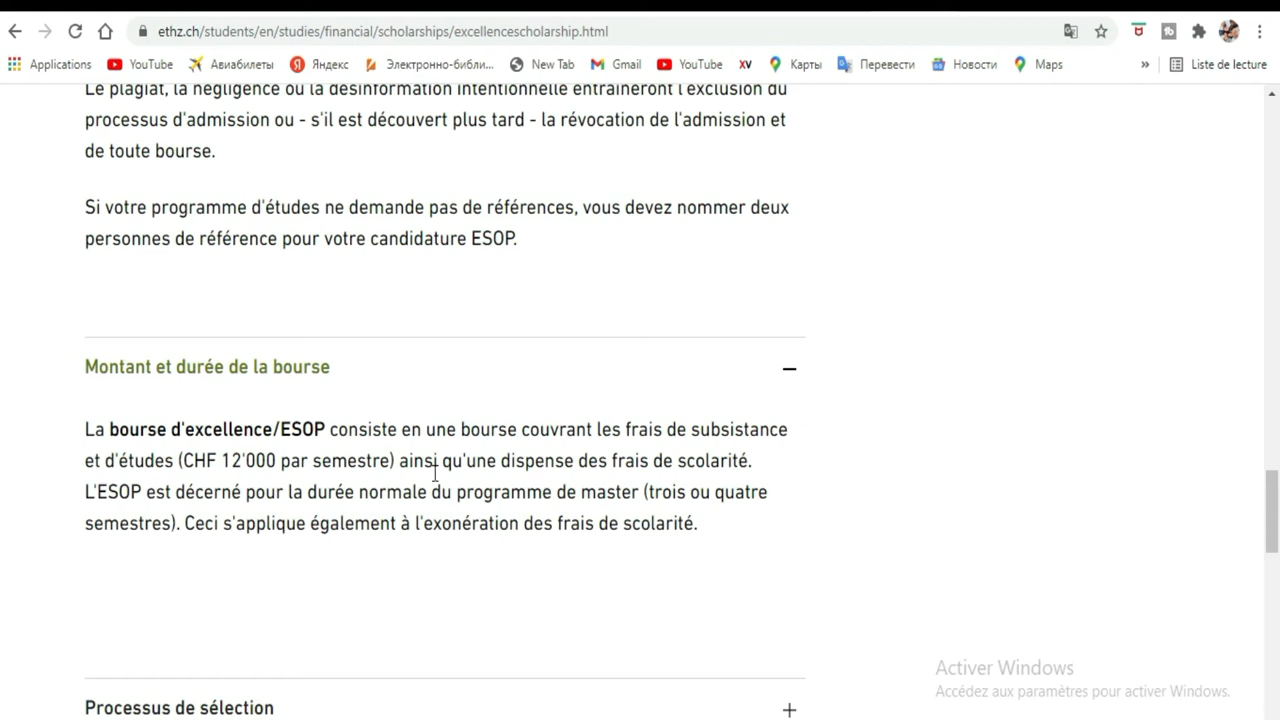 ethz.ch/students/en/studies/financial/scholarships/excellencescholarship.html
Applications YouTube Авиабилеты Яндекс Электронно-библи... New Tab Gmail YouTube XV Карты Перевести Новости Maps » Liste de lecture
Le plagiat, la négligence ou la désinformation intentionnelle entraîneront l'exclusion du
processus d'admission ou - s'il est découvert plus tard - la révocation de l'admission et
de toute bourse.
Si votre programme d'études ne demande pas de références, vous devez nommer deux
personnes de référence pour votre candidature ESOP.
Montant et durée de la bourse
La bourse d'excellence/ESOP consiste en une bourse couvrant les frais de subsistance
et d'études (CHF 12'000 par semestre) ainsi qu'une dispense des frais de scolarité.
L'ESOP est décerné pour la durée normale du programme de master (trois ou quatre
semestres). Ceci s'applique également à l'exonération des frais de scolarité.
Activer Windows
Accédez aux paramètres pour activer Windows.
Processus de sélection